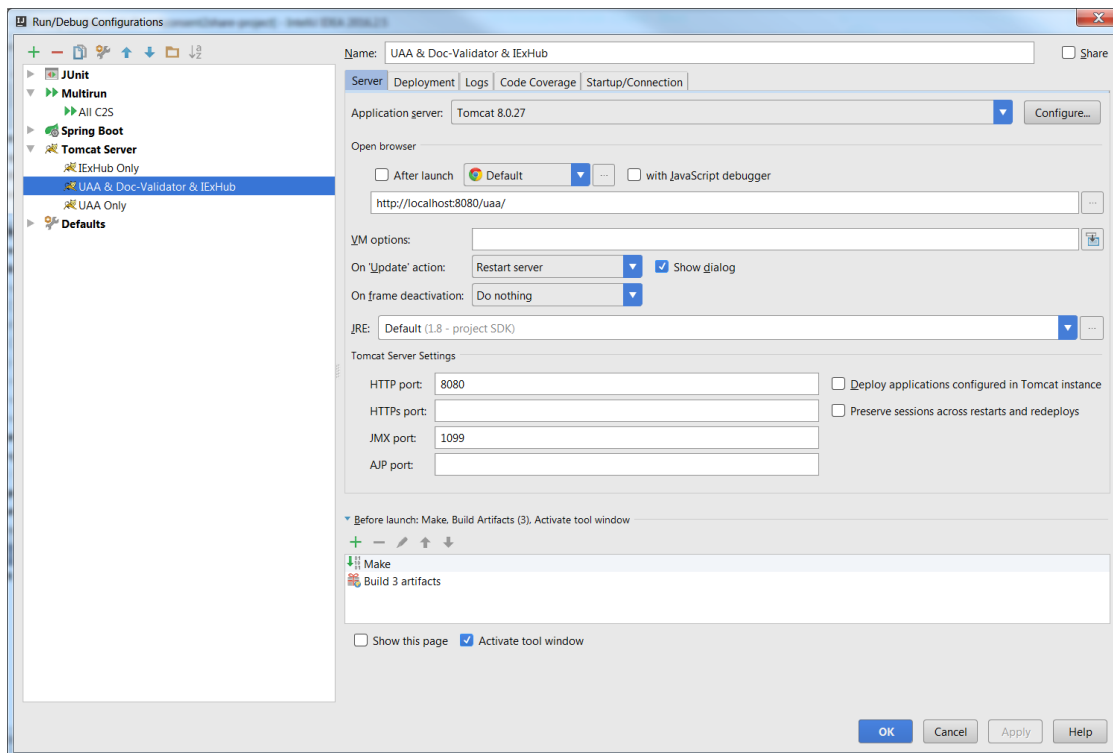 Run/Debug Configurations
Name: UAA & Doc-Validator & IExHub Share
JUnit
Multirun
All C2S
Spring Boot
Tomcat Server
IExHub Only
UAA & Doc-Validator & IExHub
UAA Only
Defaults
Server Deployment Logs Code Coverage Startup/Connection
Application server: Tomcat 8.0.27 Configure...
Open browser
After launch Default ... with JavaScript debugger
http://localhost:8080/uaa/ ...
VM options:
On 'Update' action: Restart server Show dialog
On frame deactivation: Do nothing
JRE: Default (1.8 - project SDK) ...
Tomcat Server Settings
HTTP port: 8080 Deploy applications configured in Tomcat instance
HTTPs port: Preserve sessions across restarts and redeploys
JMX port: 1099
AJP port:
Before launch: Make, Build Artifacts (3), Activate tool window
Make
Build 3 artifacts
Show this page Activate tool window
OK Cancel Apply Help